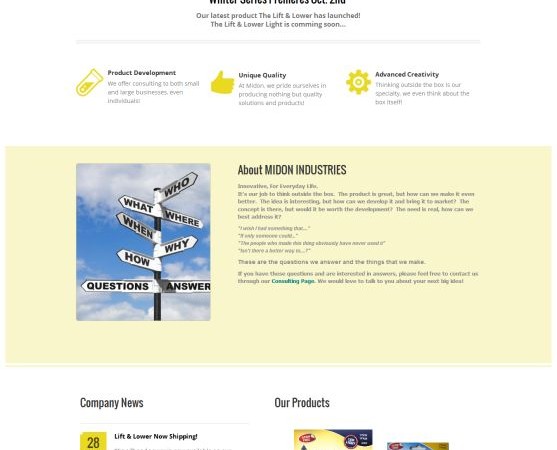 Winter Series Premieres Oct. 2nd
Our latest product The Lift & Lower has launched!
The Lift & Lower Light is comming soon...
Product Development
We offer consulting to both small
and large businesses, even
individuals!
Unique Quality
At Midon, we pride ourselves in
producing nothing but quality
solutions and products!
Advanced Creativity
Thinking outside the box is our
specialty, we even think about the
box itself!
WHO
WHAT
WHERE
WHEN
WHY
HOW
QUESTIONS
ANSWER
About MIDON INDUSTRIES
Innovative, For Everyday Life.
It's our job to think outside the box. The product is great, but how can we make it even
better. The idea is interesting, but how can we develop it and bring it to market? The
concept is there, but would it be worth the development? The need is real, how can we
best address it?
"I wish I had something that..."
"If only someone could..."
"The people who made this thing obviously have never used it"
"Isn't there a better way to...?"
These are the questions we answer and the things that we make.
If you have these questions and are interested in answers, please feel free to contact us
through our Consulting Page. We would love to talk to you about your next big idea!
Company News
Our Products
28
Lift & Lower Now Shipping!